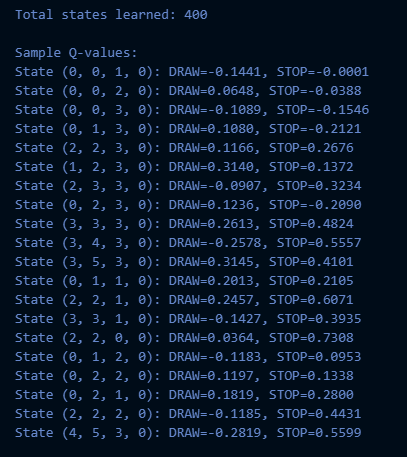 Total states learned: 400
Sample Q-values:
State (0, 0, 1, 0): DRAW=-0.1441, STOP=-0.0001
State (0, 0, 2, 0): DRAW=0.0648, STOP=-0.0388
State (0, 0, 3, 0): DRAW=-0.1089, STOP=-0.1546
State (0, 1, 3, 0): DRAW=0.1080, STOP=-0.2121
State (2, 2, 3, 0): DRAW=0.1166, STOP=0.2676
State (1, 2, 3, 0): DRAW=0.3140, STOP=0.1372
State (2, 3, 3, 0): DRAW=-0.0907, STOP=0.3234
State (0, 2, 3, 0): DRAW=0.1236, STOP=-0.2090
State (3, 3, 3, 0): DRAW=0.2613, STOP=0.4824
State (3, 4, 3, 0): DRAW=-0.2578, STOP=0.5557
State (3, 5, 3, 0): DRAW=0.3145, STOP=0.4101
State (0, 1, 1, 0): DRAW=0.2013, STOP=0.2105
State (2, 2, 1, 0): DRAW=0.2457, STOP=0.6071
State (3, 3, 1, 0): DRAW=-0.1427, STOP=0.3935
State (2, 2, 0, 0): DRAW=0.0364, STOP=0.7308
State (0, 1, 2, 0): DRAW=-0.1183, STOP=0.0953
State (0, 2, 2, 0): DRAW=0.1197, STOP=0.1338
State (0, 2, 1, 0): DRAW=0.1819, STOP=0.2800
State (2, 2, 2, 0): DRAW=-0.1185, STOP=0.4431
State (4, 5, 3, 0): DRAW=-0.2819, STOP=0.5599